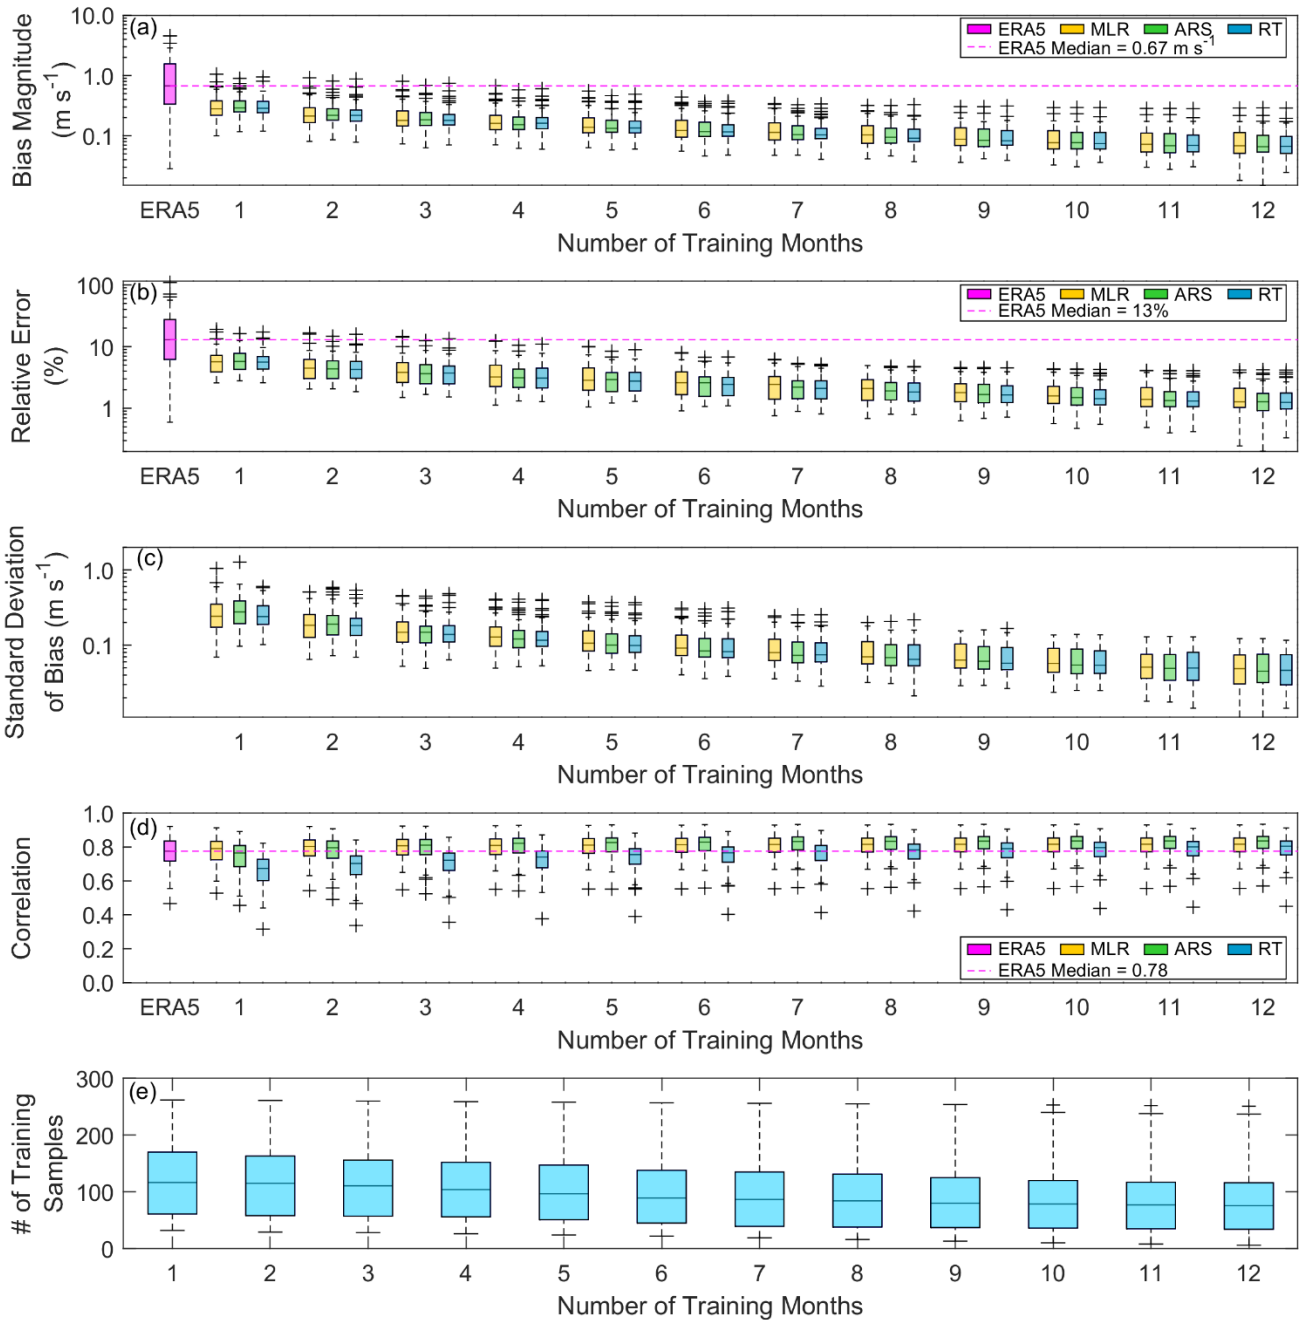 (a)
10.0
1.0
0.1
Bias Magnitude
(m s⁻¹)
ERA5 MLR ARS RT
ERA5 Median = 0.67 m s⁻¹
ERA5 1 2 3 4 5 6 7 8 9 10 11 12
Number of Training Months
(b)
100
10
1
Relative Error
(%)
ERA5 MLR ARS RT
ERA5 Median = 13%
ERA5 1 2 3 4 5 6 7 8 9 10 11 12
Number of Training Months
(c)
1.0
0.1
Standard Deviation
of Bias (m s⁻¹)
1 2 3 4 5 6 7 8 9 10 11 12
Number of Training Months
(d)
1.0
0.8
0.6
0.4
0.2
0.0
Correlation
ERA5 MLR ARS RT
ERA5 Median = 0.78
ERA5 1 2 3 4 5 6 7 8 9 10 11 12
Number of Training Months
(e)
300
200
100
0
# of Training
Samples
1 2 3 4 5 6 7 8 9 10 11 12
Number of Training Months